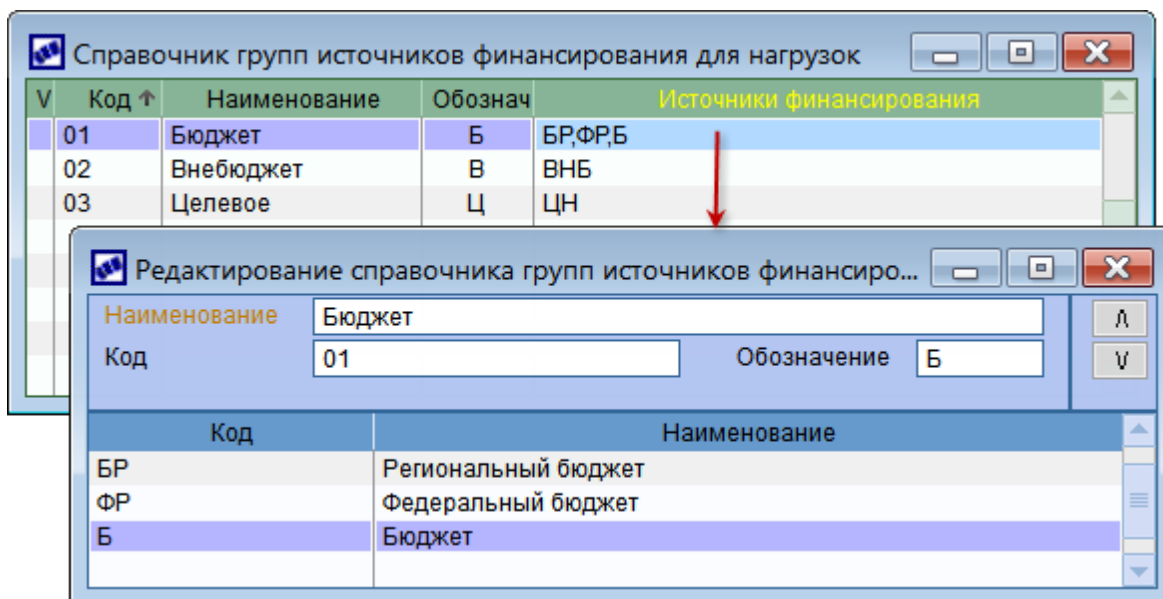 Справочник групп источников финансирования для нагрузок
V Код Наименование Обознач Источники финансирования
01 Бюджет Б БР,ФР,Б
02 Внебюджет В ВНБ
03 Целевое Ц ЦН
Редактирование справочника групп источников финансиро...
Наименование Бюджет
Код 01 Обозначение Б
Код Наименование
БР Региональный бюджет
ФР Федеральный бюджет
Б Бюджет